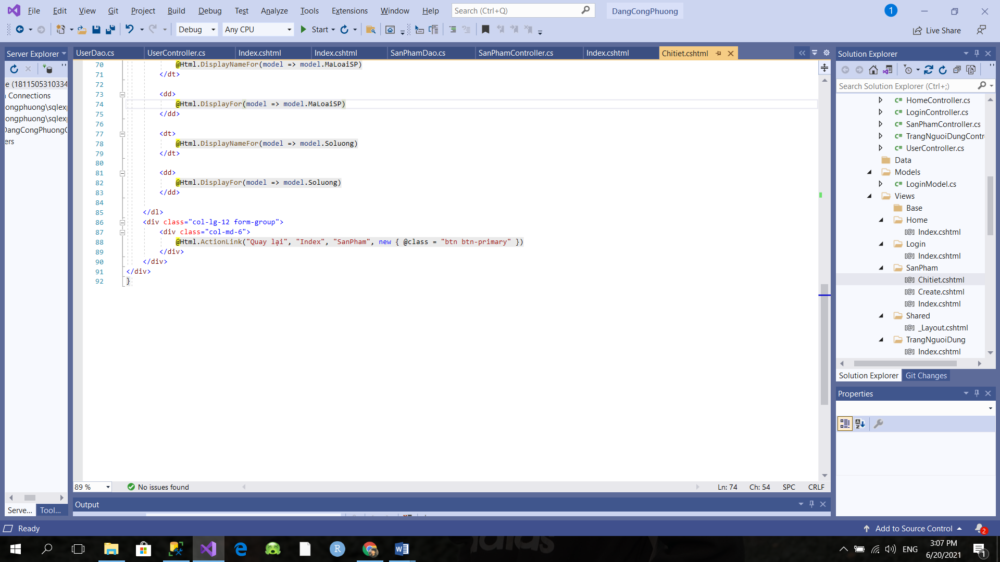 File Edit View Git Project Build Debug Test Analyze Tools Extensions Window Help Search (Ctrl+Q) DangCongPhuong 1
Debug Any CPU Start Live Share
Server Explorer
e (1811505310334
Connections
ongphuong\sqlexp
ongphuong\sqlexp
DangCongPhuongC
ers
Serve... Tool...
UserDao.cs UserController.cs Index.cshtml Index.cshtml SanPhamDao.cs SanPhamController.cs Index.cshtml Chitiet.cshtml
70 @Html.DisplayNameFor(model => model.MaLoaiSP)
71 </dt>
72
73 <dd>
74 @Html.DisplayFor(model => model.MaLoaiSP)
75 </dd>
76
77 <dt>
78 @Html.DisplayNameFor(model => model.Soluong)
79 </dt>
80
81 <dd>
82 @Html.DisplayFor(model => model.Soluong)
83 </dd>
84
85 </dl>
86 <div class="col-lg-12 form-group">
87 <div class="col-md-6">
88 @Html.ActionLink("Quay lại", "Index", "SanPham", new { @class = "btn btn-primary" })
89 </div>
90 </div>
91 </div>
92 }
89 % No issues found Ln: 74 Ch: 54 SPC CRLF
Output
Solution Explorer
Search Solution Explorer (Ctrl+;)
C# HomeController.cs
C# LoginController.cs
C# SanPhamController.cs
C# TrangNguoiDungContr
C# UserController.cs
Data
Models
C# LoginModel.cs
Views
Base
Home
[@] Index.cshtml
Login
[@] Index.cshtml
SanPham
[@] Chitiet.cshtml
[@] Create.cshtml
[@] Index.cshtml
Shared
[@] _Layout.cshtml
TrangNguoiDung
[@] Index.cshtml
Solution Explorer Git Changes
Properties
Ready Add to Source Control 2
R W ENG 3:07 PM 1
6/20/2021